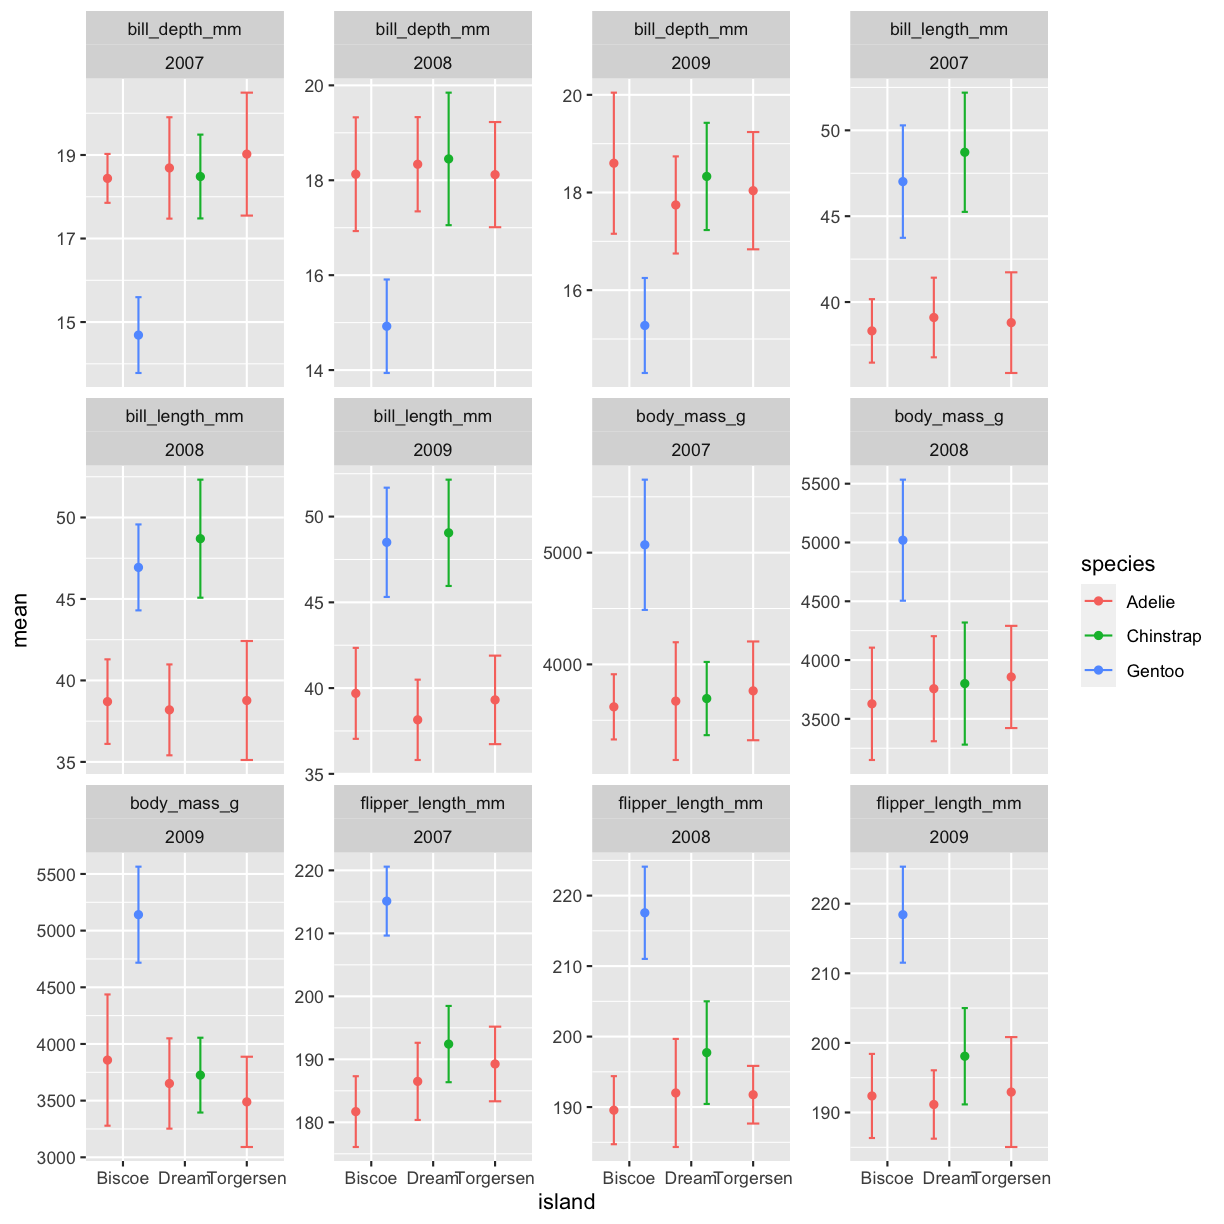 bill_depth_mm
2007
bill_depth_mm
2008
bill_depth_mm
2009
bill_length_mm
2007
19
17
15
20
18
16
14
20
18
16
50
45
40
bill_length_mm
2008
bill_length_mm
2009
body_mass_g
2007
body_mass_g
2008
50
45
40
35
50
45
40
35
5000
4000
5500
5000
4500
4000
3500
mean
species
Adelie
Chinstrap
Gentoo
body_mass_g
2009
flipper_length_mm
2007
flipper_length_mm
2008
flipper_length_mm
2009
5500
5000
4500
4000
3500
3000
220
210
200
190
180
220
210
200
190
220
210
200
190
Biscoe Dream Torgersen
Biscoe Dream Torgersen
Biscoe Dream Torgersen
Biscoe Dream Torgersen
island